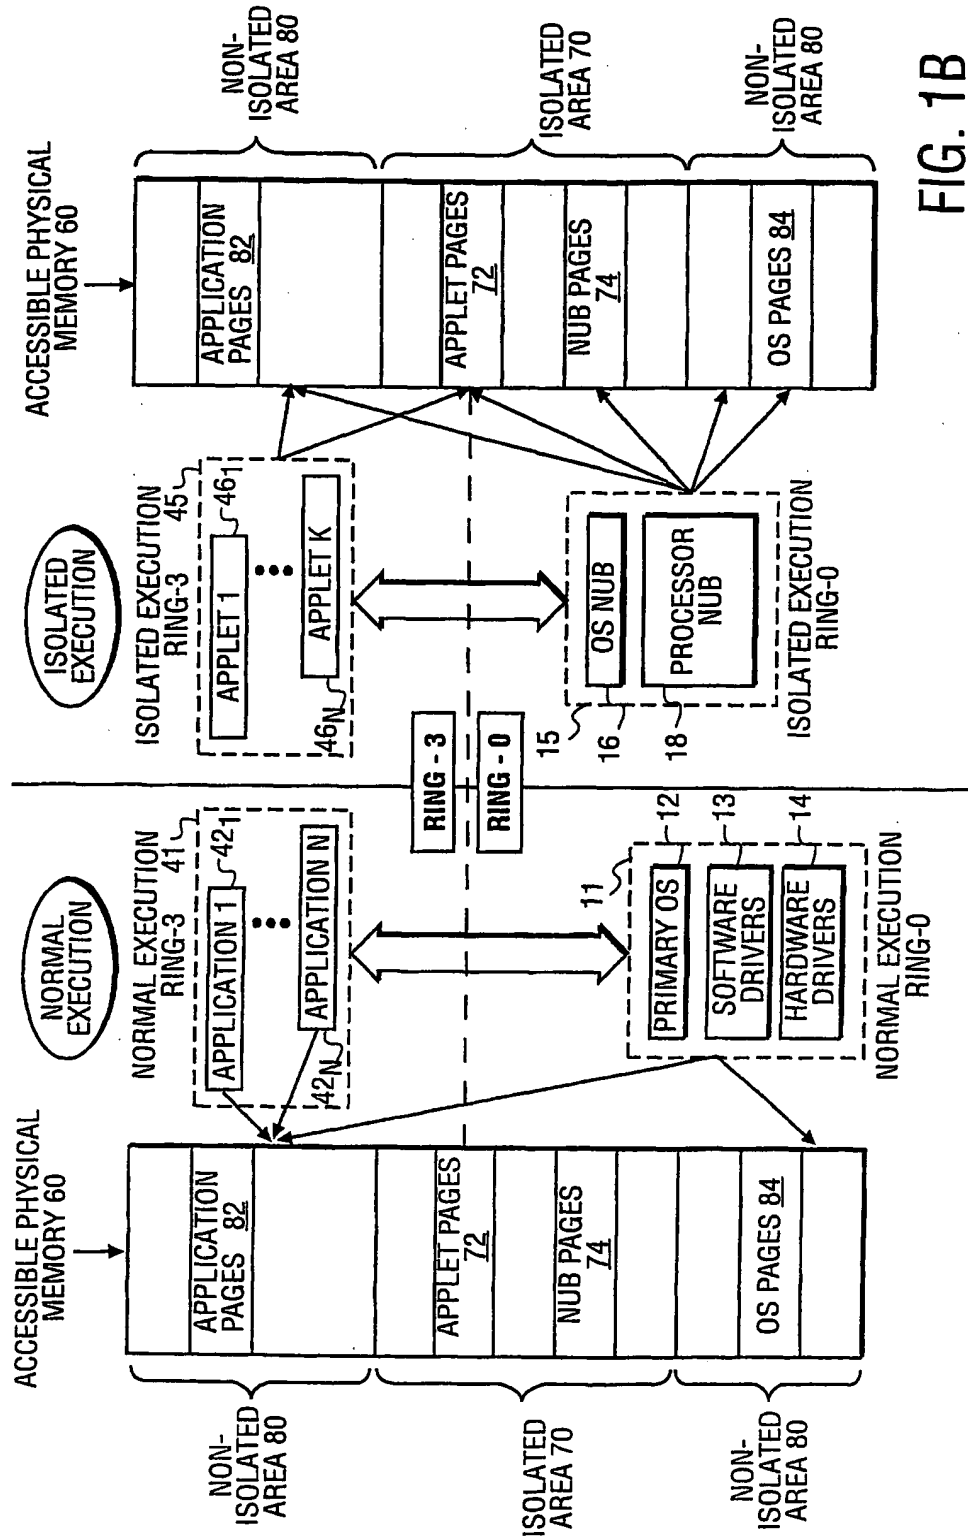 ACCESSIBLE PHYSICAL
MEMORY 60
NON-
ISOLATED
AREA 80
ISOLATED
AREA 70
NON-
ISOLATED
AREA 80
APPLICATION
PAGES 82
APPLET PAGES
72
NUB PAGES
74
OS PAGES 84
NORMAL
EXECUTION
NORMAL EXECUTION
RING-3
41
APPLICATION 1
42₁
APPLICATION N
42N
11
PRIMARY OS
12
SOFTWARE
DRIVERS
13
HARDWARE
DRIVERS
14
NORMAL EXECUTION
RING-0
RING - 3
RING - 0
ISOLATED
EXECUTION
ISOLATED EXECUTION
RING-3
45
APPLET 1
46₁
APPLET K
46N
15
OS NUB
16
PROCESSOR
NUB
18
ISOLATED EXECUTION
RING-0
ACCESSIBLE PHYSICAL
MEMORY 60
APPLICATION
PAGES 82
APPLET PAGES
72
NUB PAGES
74
OS PAGES 84
NON-
ISOLATED
AREA 80
ISOLATED
AREA 70
NON-
ISOLATED
AREA 80
FIG. 1B